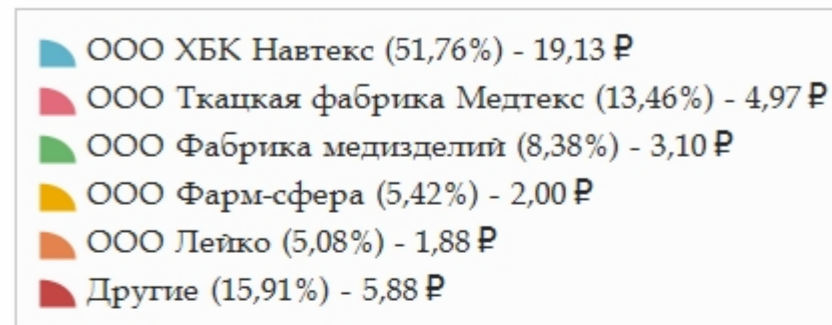 ООО ХБК Навтекс (51,76%) - 19,13 ₽
ООО Ткацкая фабрика Медтекс (13,46%) - 4,97 ₽
ООО Фабрика медизделий (8,38%) - 3,10 ₽
ООО Фарм-сфера (5,42%) - 2,00 ₽
ООО Лейко (5,08%) - 1,88 ₽
Другие (15,91%) - 5,88 ₽